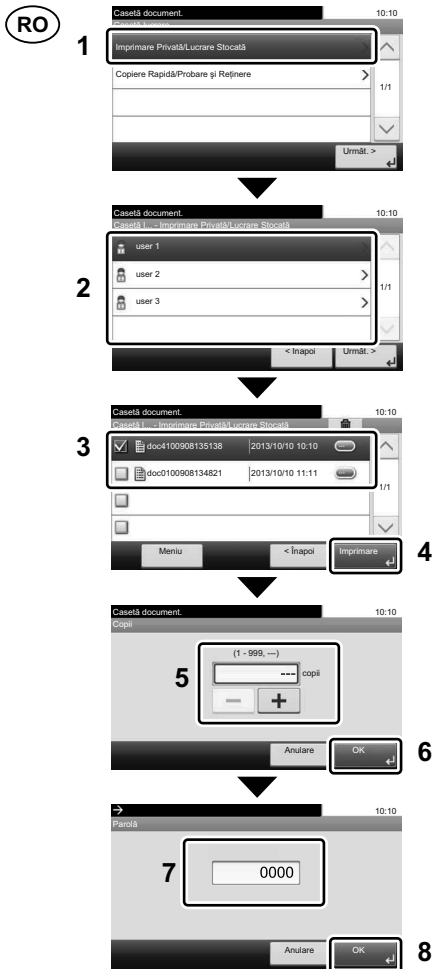 RO
Casetă document. 10:10
Casetă lucrare
1
Imprimare Privată/Lucrare Stocată
Copiere Rapidă/Probare şi Reţinere
1/1
Următ. >
Casetă document. 10:10
Casetă l... - Imprimare Privată/Lucrare Stocată
2
user 1
user 2
user 3
1/1
< Inapoi Următ. >
Casetă document. 10:10
Casetă l... - Imprimare Privată/Lucrare Stocată
3
doc4100908135138 2013/10/10 10:10
doc0100908134821 2013/10/10 11:11
1/1
Meniu < Înapoi Imprimare 4
Casetă document. 10:10
Copii
(1 - 999, ---)
5 --- copii
Anulare OK 6
10:10
Parolă
7 0000
Anulare OK 8